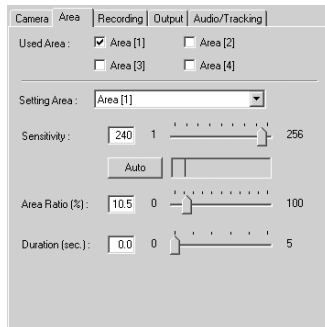 Camera Area Recording Output Audio/Tracking
Used Area : Area [1] Area [2]
Area [3] Area [4]
Setting Area : Area [1]
Sensitivity : 240 1 256
Auto
Area Ratio (%) : 10.5 0 100
Duration (sec.) : 0.0 0 5